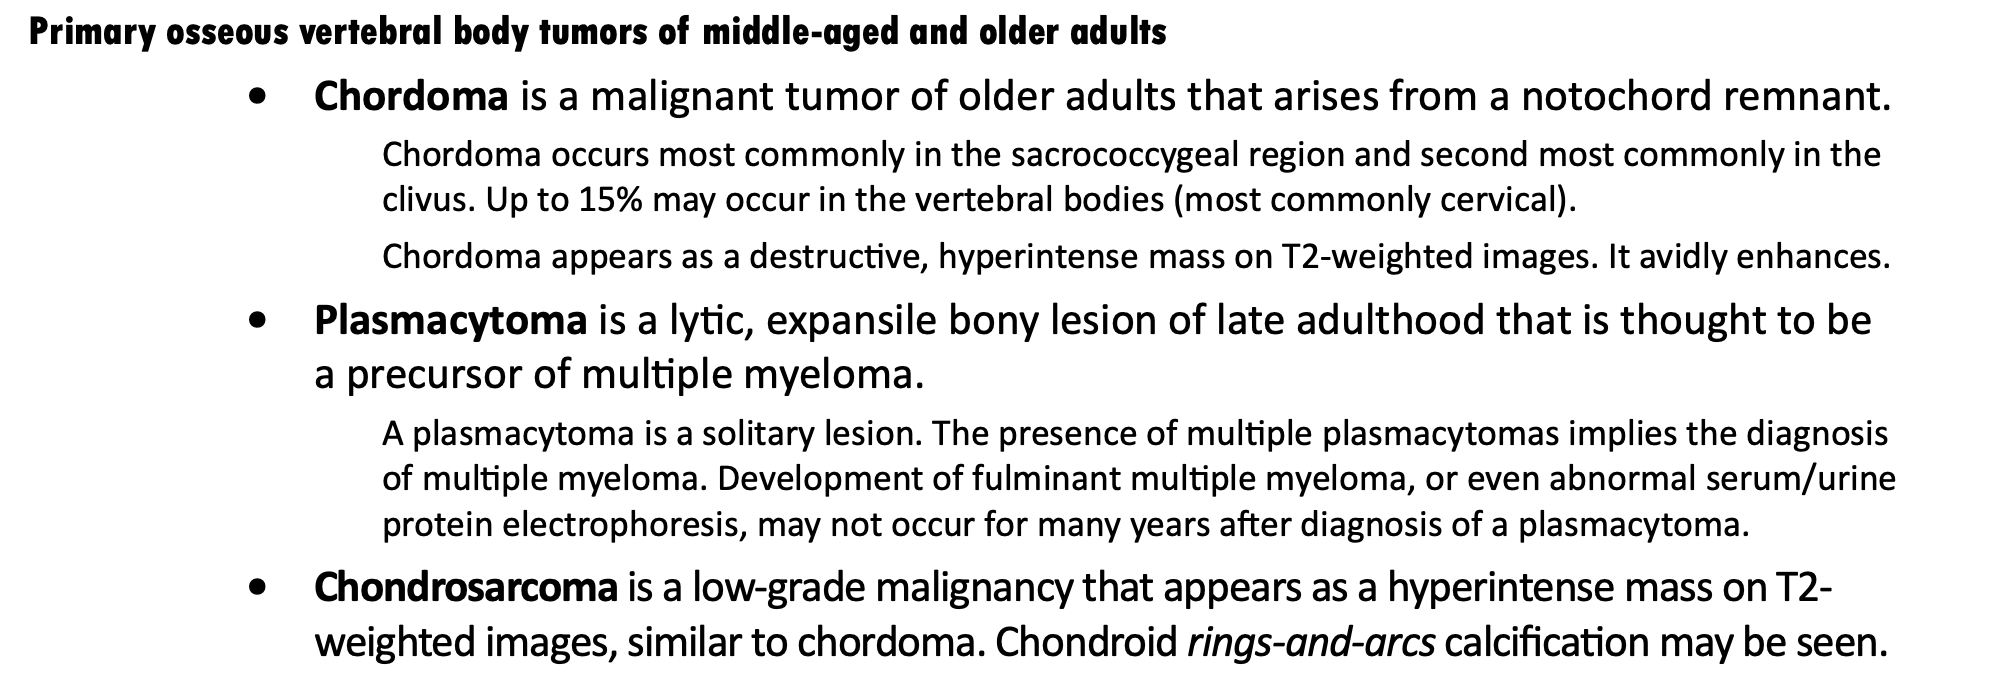 Primary osseous vertebral body tumors of middle-aged and older adults
• Chordoma is a malignant tumor of older adults that arises from a notochord remnant.
Chordoma occurs most commonly in the sacrococcygeal region and second most commonly in the
clivus. Up to 15% may occur in the vertebral bodies (most commonly cervical).
Chordoma appears as a destructive, hyperintense mass on T2-weighted images. It avidly enhances.
• Plasmacytoma is a lytic, expansile bony lesion of late adulthood that is thought to be
a precursor of multiple myeloma.
A plasmacytoma is a solitary lesion. The presence of multiple plasmacytomas implies the diagnosis
of multiple myeloma. Development of fulminant multiple myeloma, or even abnormal serum/urine
protein electrophoresis, may not occur for many years after diagnosis of a plasmacytoma.
• Chondrosarcoma is a low-grade malignancy that appears as a hyperintense mass on T2-
weighted images, similar to chordoma. Chondroid rings-and-arcs calcification may be seen.